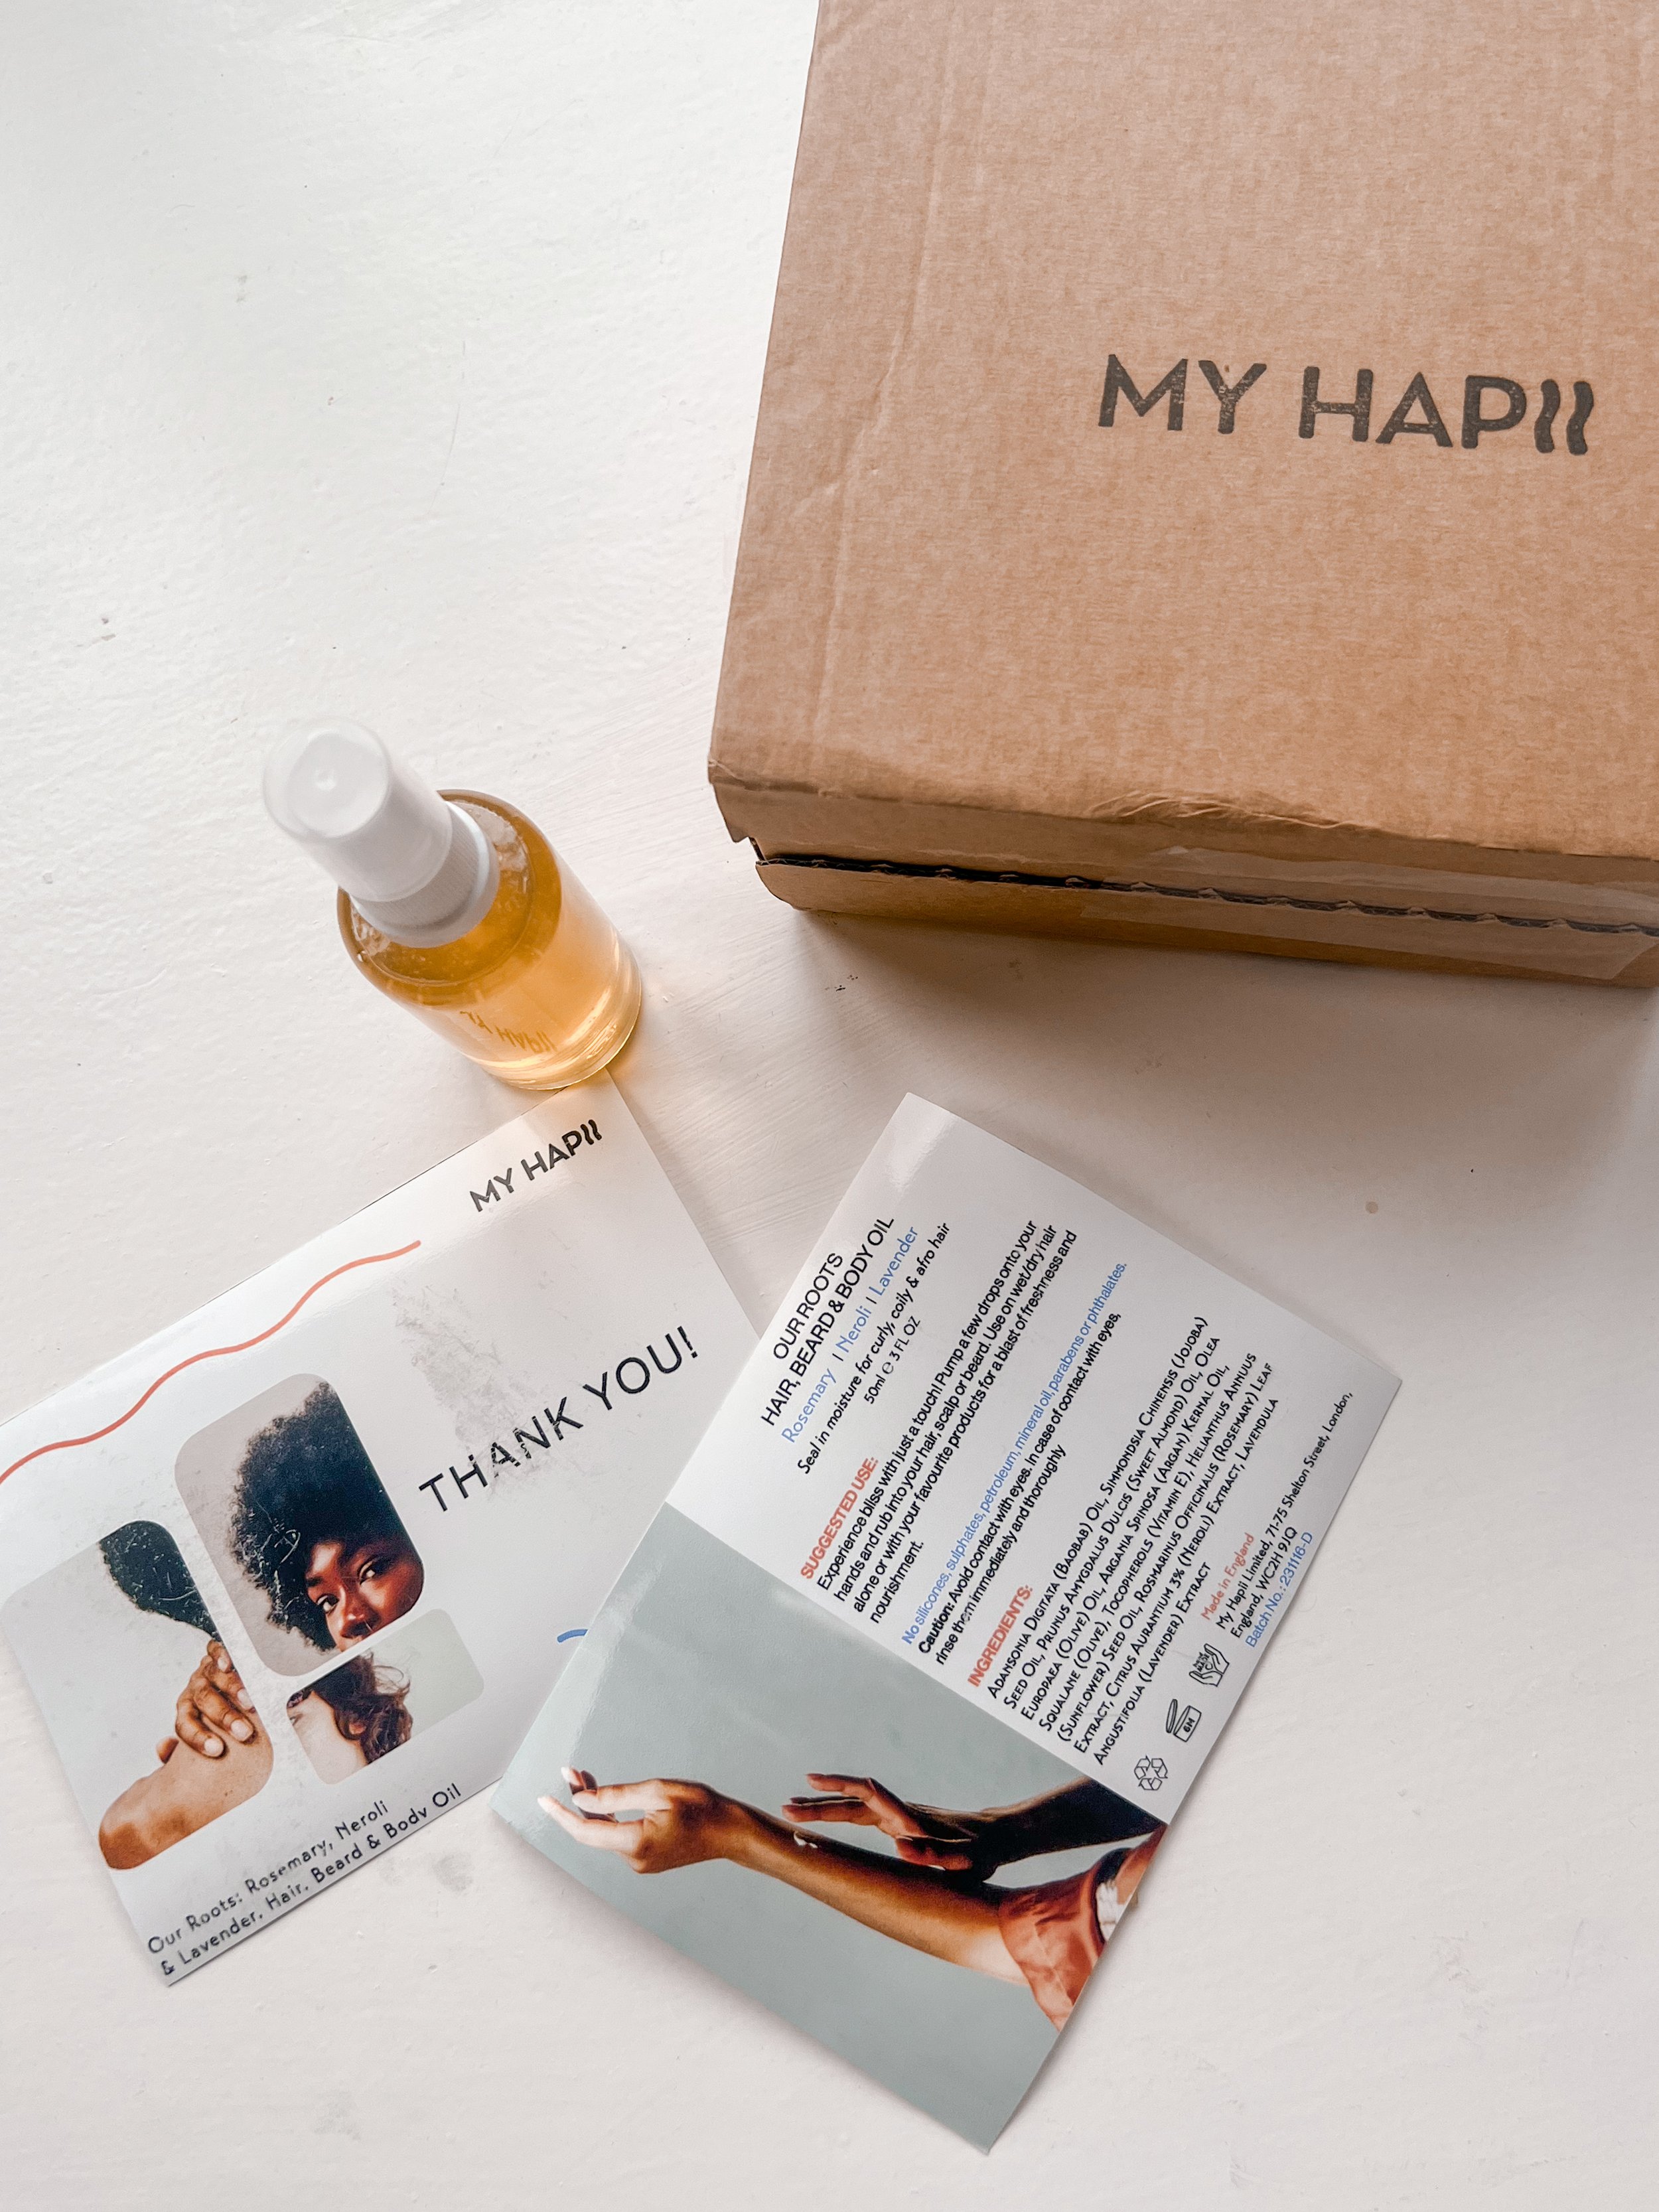 MY HAPII
MY HAPII
MY HAPII
THANK YOU!
Our Roots: Rosemary, Neroli
& Lavender, Hair, Beard & Body Oil
OUR ROOTS
HAIR, BEARD & BODY OIL
Rosemary | Neroli | Lavender
Seal in moisture for curly, coily & afro hair
50ml ℮ 3 FL OZ
SUGGESTED USE:
Experience bliss with just a touch! Pump a few drops onto your
hands and rub into your hair, scalp or beard. Use on wet/dry hair
alone or with your favourite products for a blast of freshness and
nourishment.
No silicones, sulphates, petroleum, mineral oil, parabens or phthalates.
Caution: Avoid contact with eyes. In case of contact with eyes,
rinse them immediately and thoroughly
INGREDIENTS:
Adansonia Digitata (Baobab) Oil, Simmondsia Chinensis (Jojoba)
Seed Oil, Prunus Amygdalus Dulcis (Sweet Almond) Oil, Olea
Europaea (Olive) Oil, Argania Spinosa (Argan) Kernal Oil,
Squalane (Olive), Tocopherols (Vitamin E), Helianthus Annuus
(Sunflower) Seed Oil, Rosmarinus Officinalis (Rosemary) Leaf
Extract, Citrus Aurantium 3% (Neroli) Extract, Lavendula
Angustifolia (Lavender) Extract
6M
Made in England
My Hapii Limited, 71-75 Shelton Street, London,
England, WC2H 9JQ
Batch No.: 231116-D